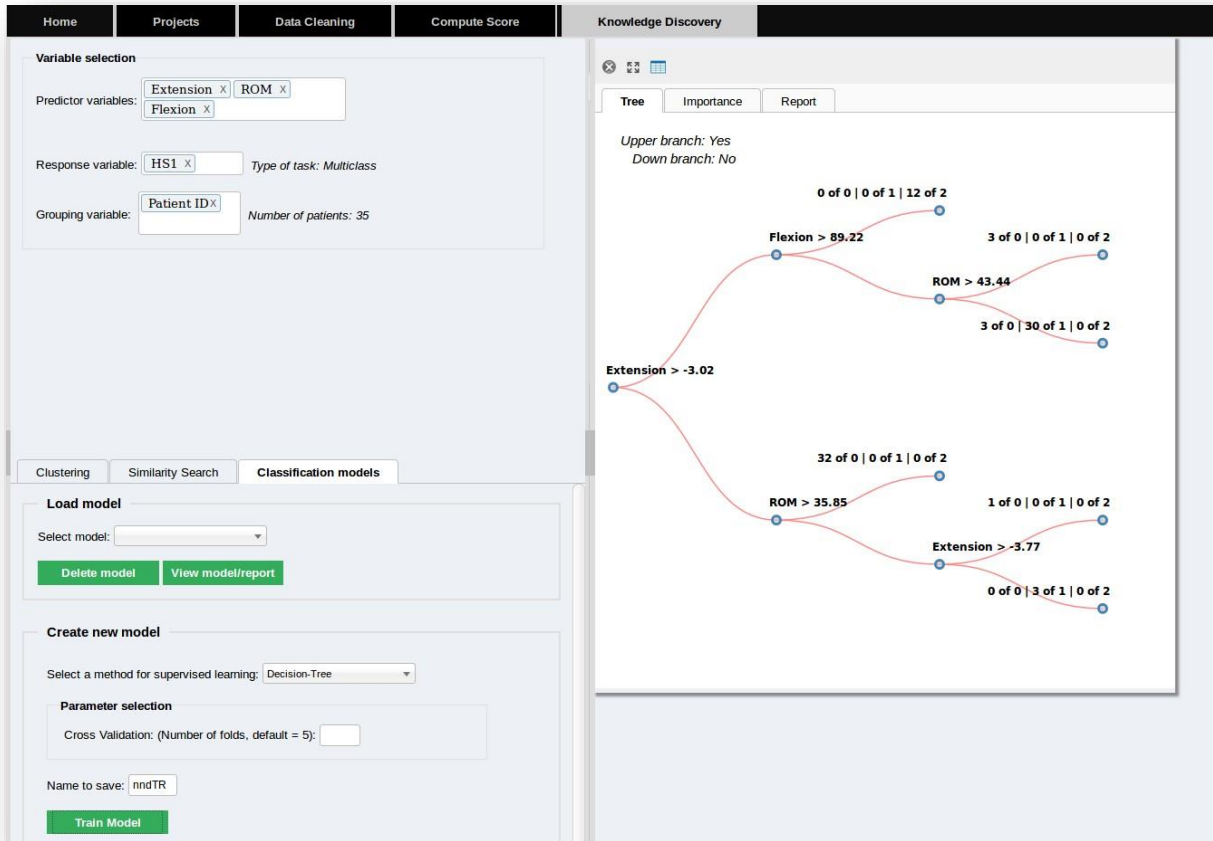 Home Projects Data Cleaning Compute Score Knowledge Discovery
Variable selection
Predictor variables: Extension X ROM X
Flexion X
Response variable: HS1 X Type of task: Multiclass
Grouping variable: Patient ID X Number of patients: 35
Clustering Similarity Search Classification models
Load model
Select model:
Delete model View model/report
Create new model
Select a method for supervised learning: Decision-Tree
Parameter selection
Cross Validation: (Number of folds, default = 5):
Name to save: nndTR
Train Model
Tree Importance Report
Upper branch: Yes
Down branch: No
0 of 0 | 0 of 1 | 12 of 2
Flexion > 89.22
3 of 0 | 0 of 1 | 0 of 2
ROM > 43.44
3 of 0 | 30 of 1 | 0 of 2
Extension > -3.02
32 of 0 | 0 of 1 | 0 of 2
ROM > 35.85
1 of 0 | 0 of 1 | 0 of 2
Extension > -3.77
0 of 0 | 3 of 1 | 0 of 2